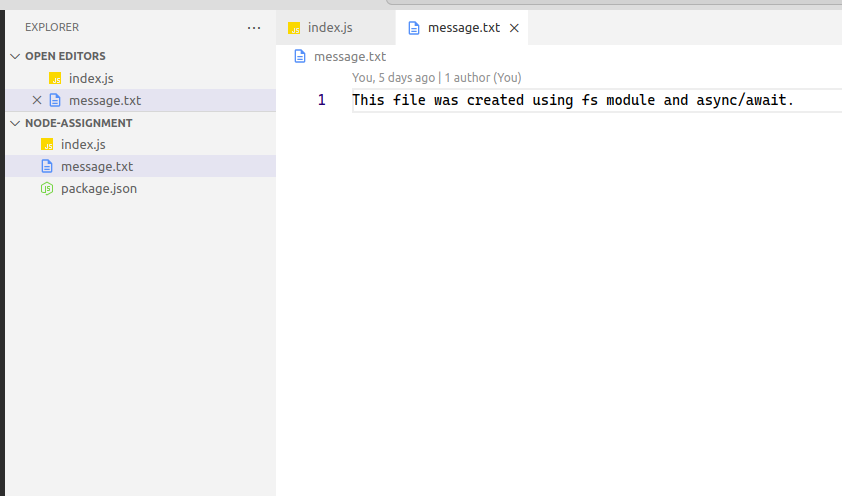 EXPLORER
OPEN EDITORS
index.js
message.txt
NODE-ASSIGNMENT
index.js
message.txt
package.json
index.js
message.txt
message.txt
You, 5 days ago | 1 author (You)
1 This file was created using fs module and async/await.